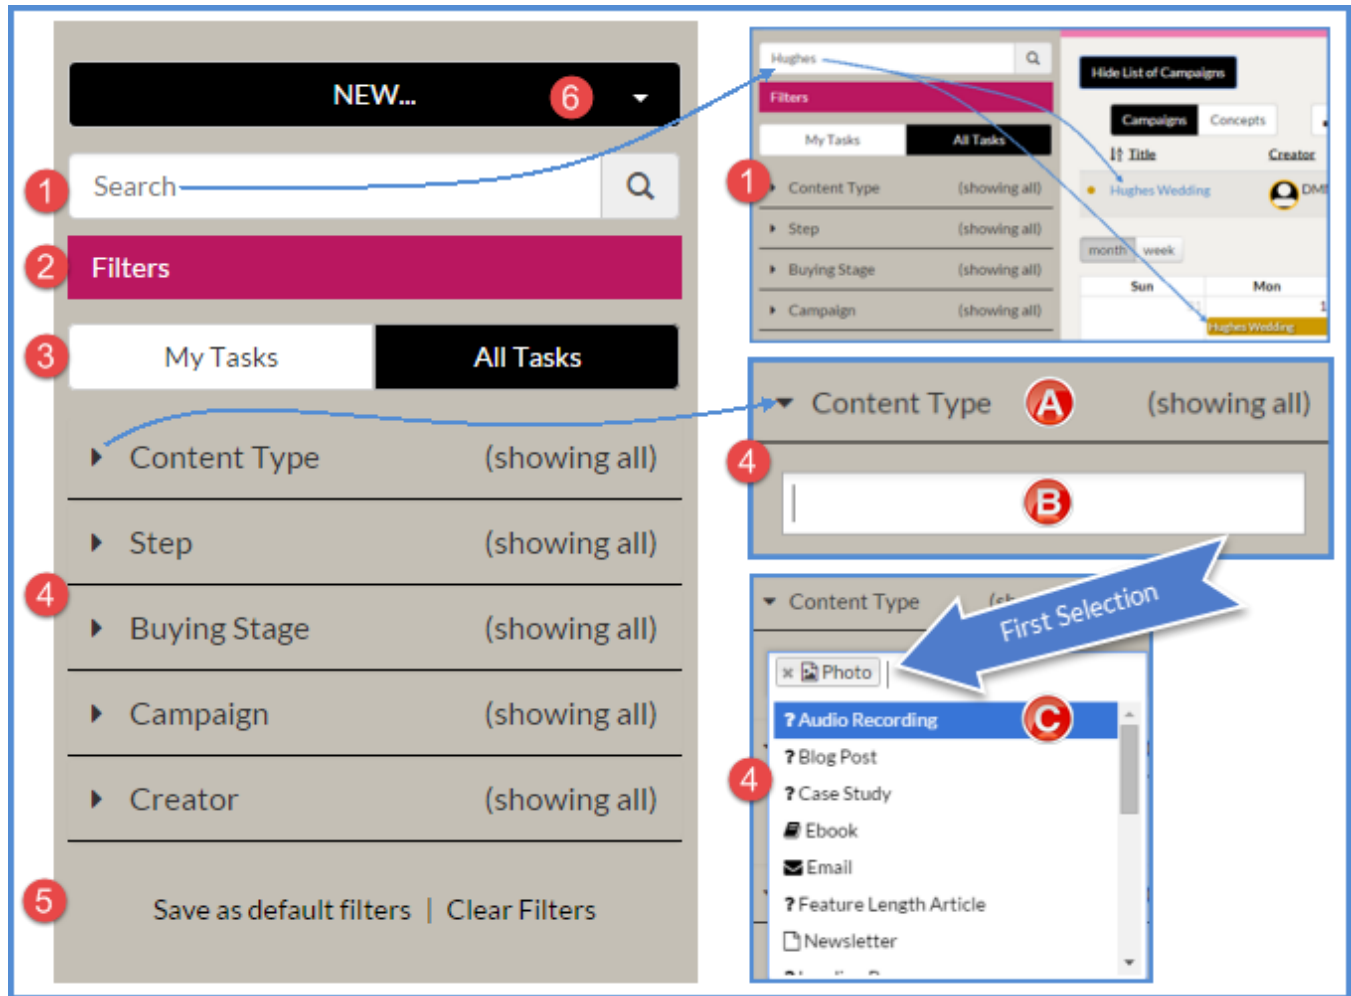 NEW... 6
1 Search
2 Filters
3 My Tasks All Tasks
Content Type (showing all)
Step (showing all)
4
Buying Stage (showing all)
Campaign (showing all)
Creator (showing all)
5 Save as default filters | Clear Filters
Hughes
Filters
My Tasks All Tasks
1 Content Type (showing all)
Step (showing all)
Buying Stage (showing all)
Campaign (showing all)
Hide List of Campaigns
Campaigns Concepts
Title Creator
Hughes Wedding
month week
Sun Mon
31 1
Hughes Wedding
Content Type A (showing all)
4
B
Content Type
First Selection
Photo
? Audio Recording C
? Blog Post
4
? Case Study
Ebook
Email
? Feature Length Article
Newsletter